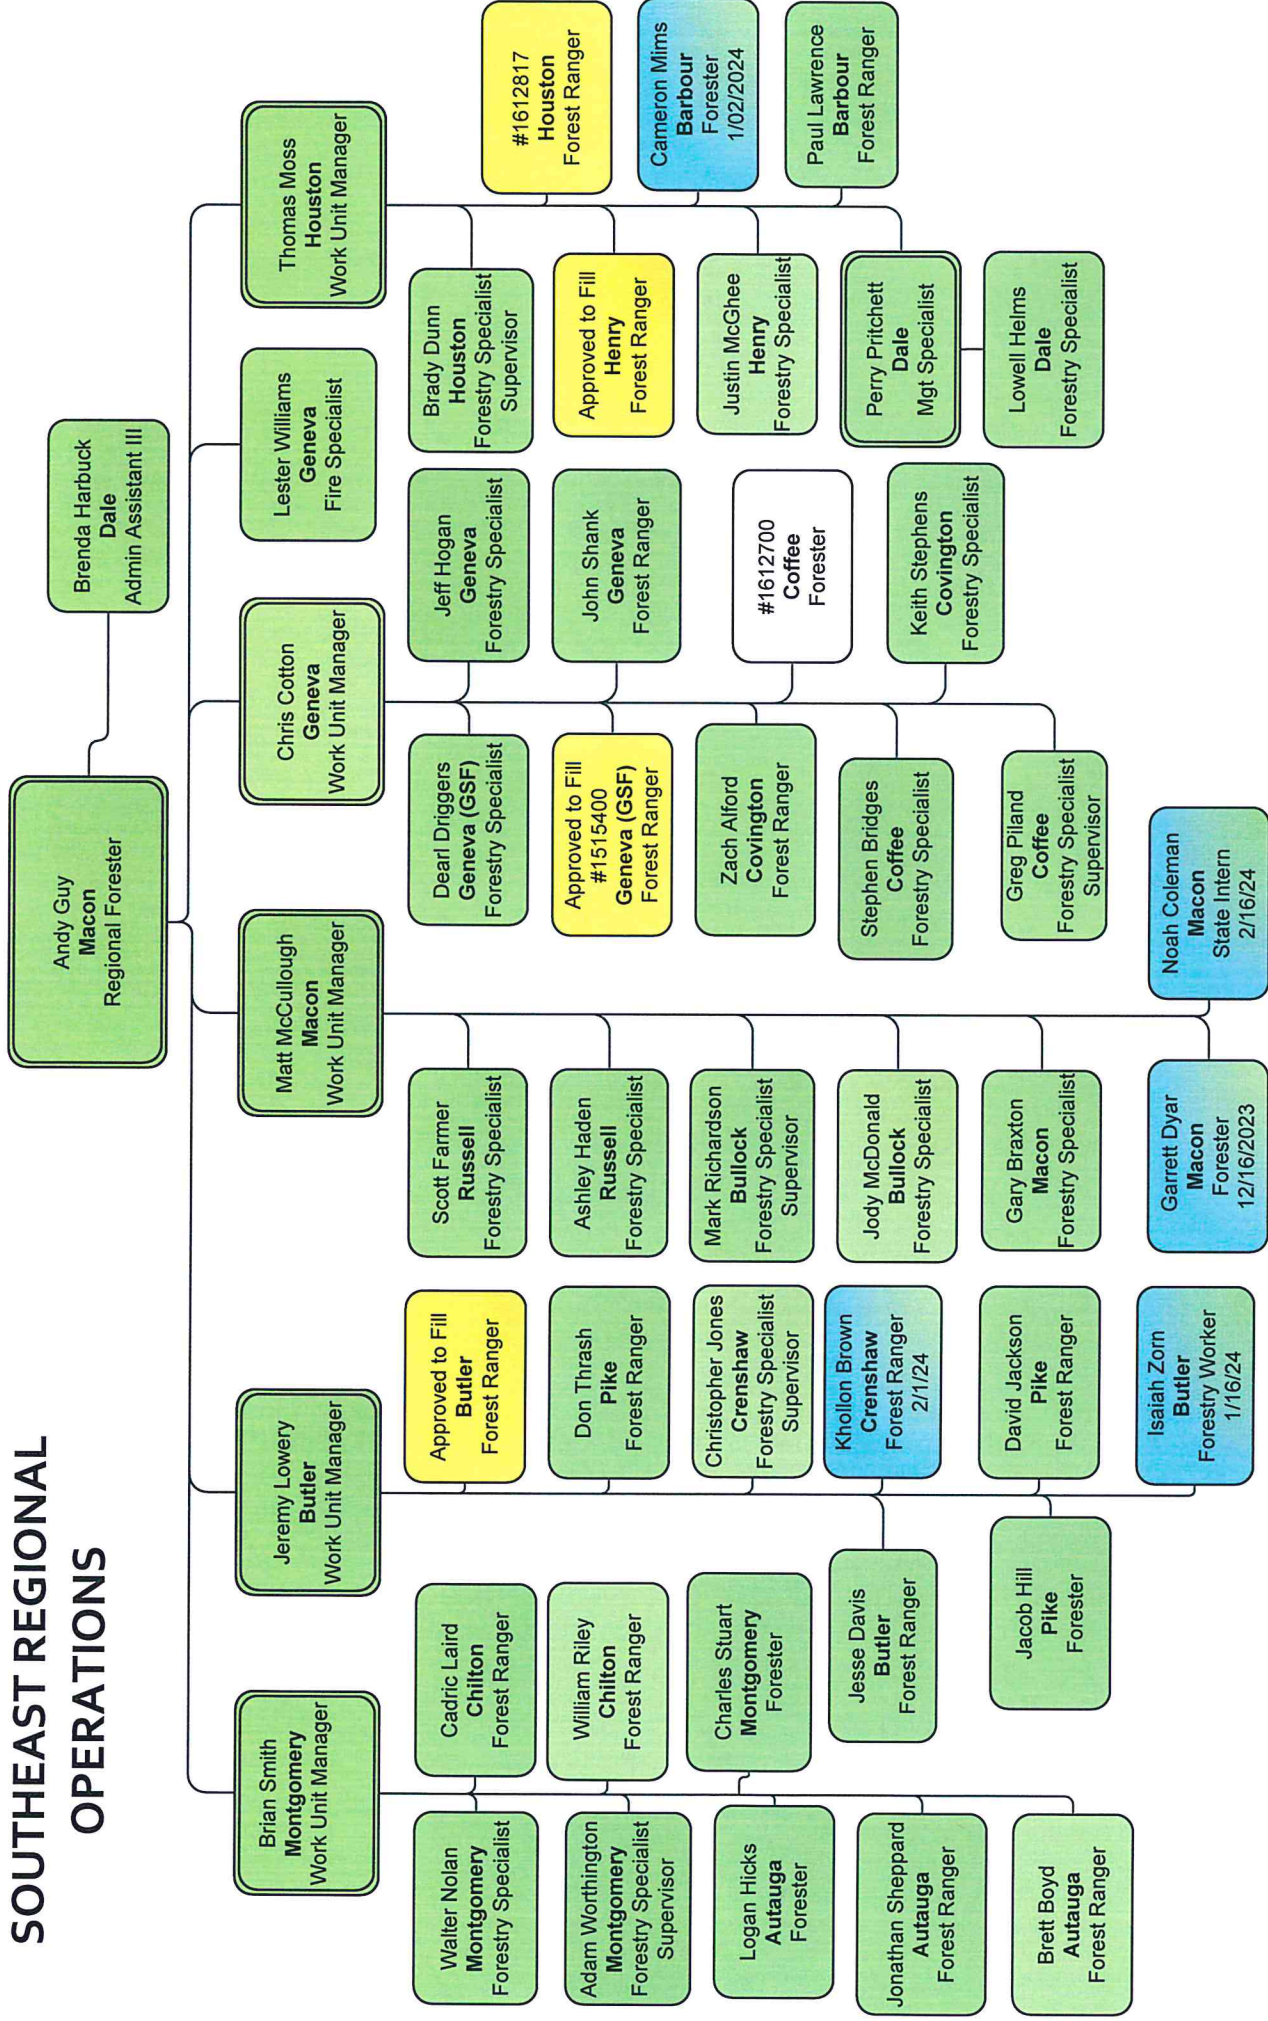 SOUTHEAST REGIONAL
OPERATIONS
Andy Guy
Macon
Regional Forester
Brenda Harbuck
Dale
Admin Assistant III
Brian Smith
Montgomery
Work Unit Manager
Jeremy Lowery
Butler
Work Unit Manager
Matt McCullough
Macon
Work Unit Manager
Chris Cotton
Geneva
Work Unit Manager
Lester Williams
Geneva
Fire Specialist
Thomas Moss
Houston
Work Unit Manager
Walter Nolan
Montgomery
Forestry Specialist
Cadric Laird
Chilton
Forest Ranger
Adam Worthington
Montgomery
Forestry Specialist
Supervisor
William Riley
Chilton
Forest Ranger
Logan Hicks
Autauga
Forester
Charles Stuart
Montgomery
Forester
Jonathan Sheppard
Autauga
Forest Ranger
Brett Boyd
Autauga
Forest Ranger
Approved to Fill
Butler
Forest Ranger
Don Thrash
Pike
Forest Ranger
Christopher Jones
Crenshaw
Forestry Specialist
Supervisor
Khollon Brown
Crenshaw
Forest Ranger
2/1/24
Jesse Davis
Butler
Forest Ranger
David Jackson
Pike
Forest Ranger
Jacob Hill
Pike
Forester
Isaiah Zorn
Butler
Forestry Worker
1/16/24
Scott Farmer
Russell
Forestry Specialist
Ashley Haden
Russell
Forestry Specialist
Mark Richardson
Bullock
Forestry Specialist
Supervisor
Jody McDonald
Bullock
Forestry Specialist
Gary Braxton
Macon
Forestry Specialist
Garrett Dyar
Macon
Forester
12/16/2023
Noah Coleman
Macon
State Intern
2/16/24
Dearl Driggers
Geneva (GSF)
Forestry Specialist
Jeff Hogan
Geneva
Forestry Specialist
Approved to Fill
#1515400
Geneva (GSF)
Forest Ranger
John Shank
Geneva
Forest Ranger
Zach Alford
Covington
Forest Ranger
#1612700
Coffee
Forester
Stephen Bridges
Coffee
Forestry Specialist
Keith Stephens
Covington
Forestry Specialist
Greg Piland
Coffee
Forestry Specialist
Supervisor
Brady Dunn
Houston
Forestry Specialist
Supervisor
#1612817
Houston
Forest Ranger
Approved to Fill
Henry
Forest Ranger
Cameron Mims
Barbour
Forester
1/02/2024
Justin McGhee
Henry
Forestry Specialist
Paul Lawrence
Barbour
Forest Ranger
Perry Pritchett
Dale
Mgt Specialist
Lowell Helms
Dale
Forestry Specialist